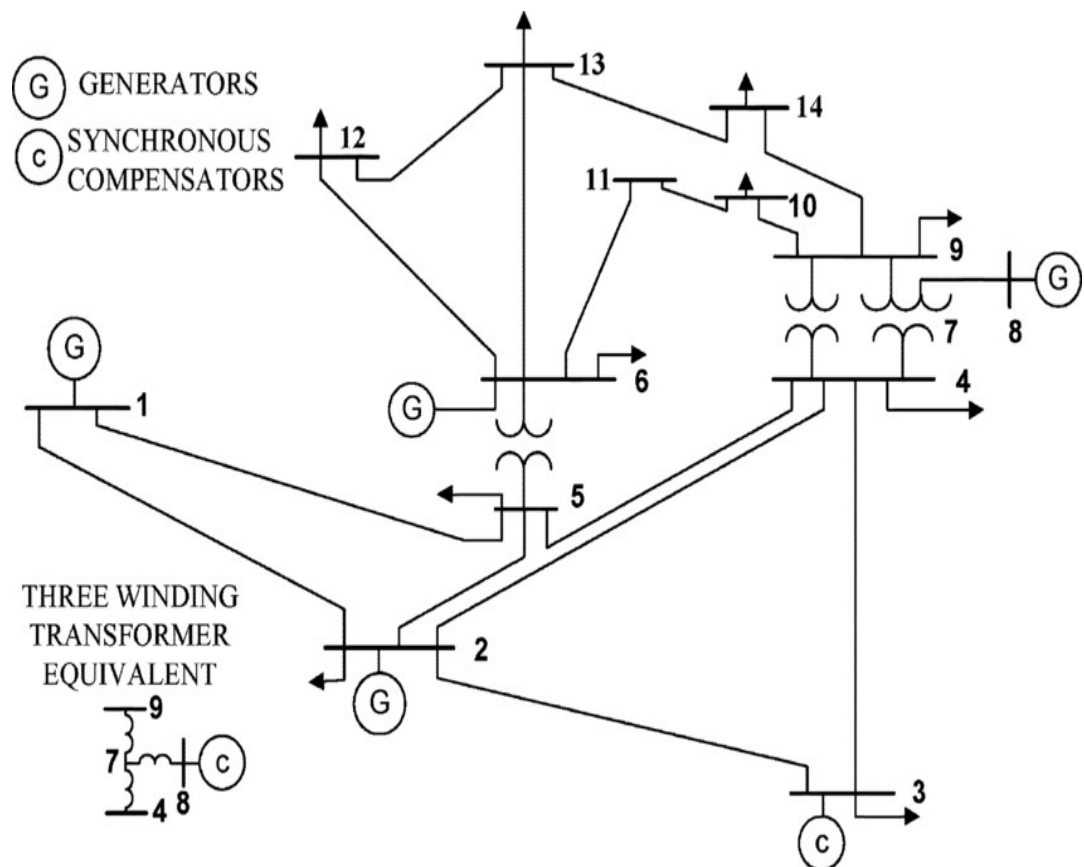 13
G GENERATORS
14
12
C SYNCHRONOUS
COMPENSATORS
11
10
9
G
8
7
G
1
6
4
G
5
THREE WINDING
TRANSFORMER
EQUIVALENT
2
G
9
7
C
8
4
3
C